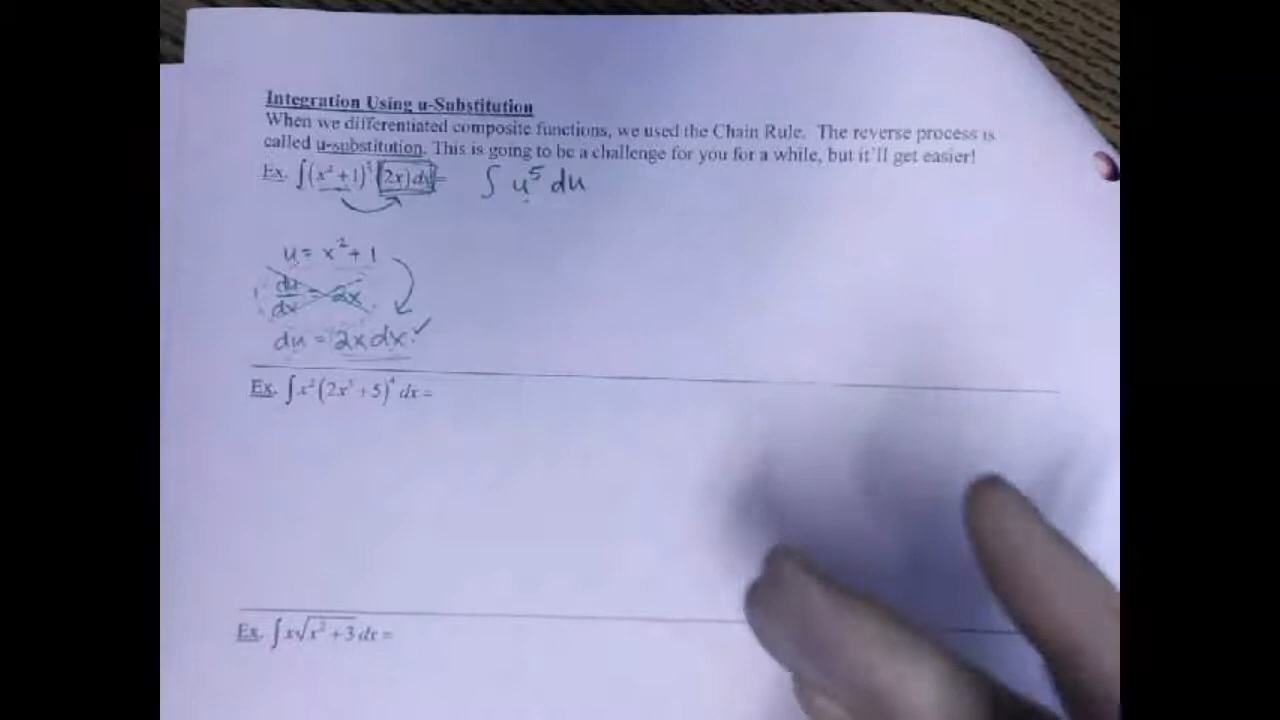 Integration Using u-Substitution
When we differentiated composite functions, we used the Chain Rule. The reverse process is
called u-substitution. This is going to be a challenge for you for a while, but it'll get easier!
Ex. ∫(x² + 1)⁵(2x)dx = ∫ u⁵ du
u = x² + 1
du/dx = 2x
du = 2x dx ✓
Ex. ∫x²(2x³ + 5)⁴ dx =
Ex. ∫x√(x² + 3) dx =